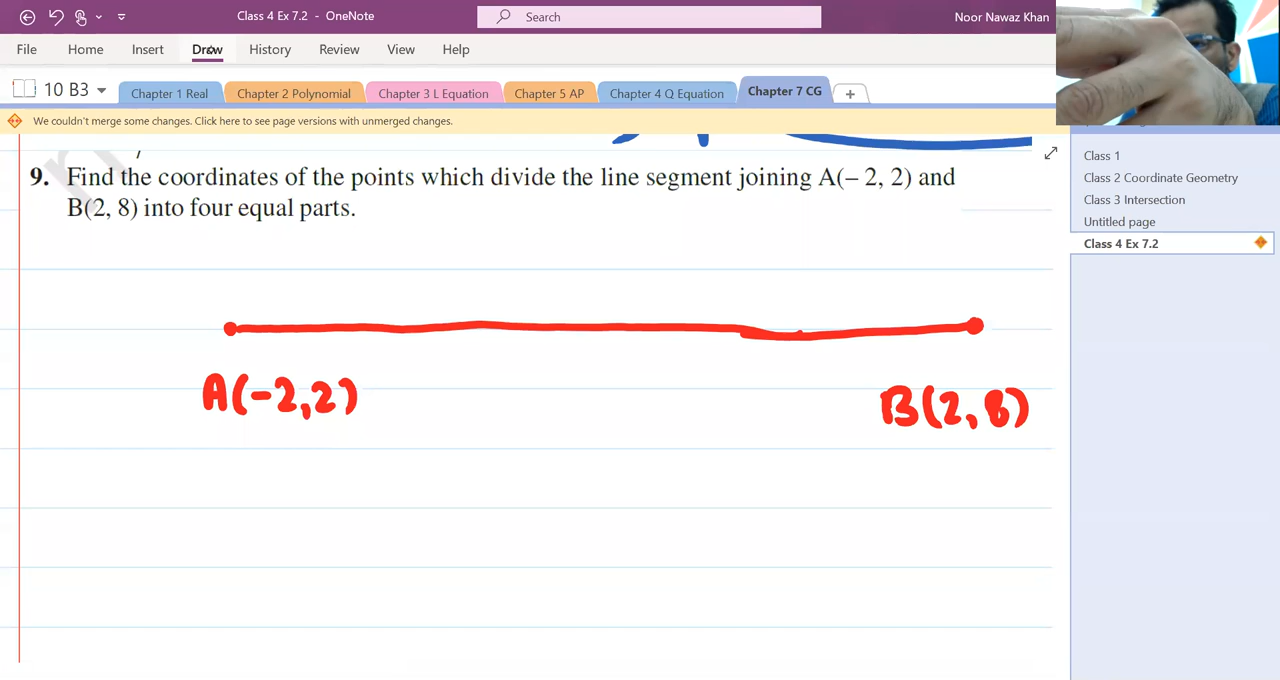 Class 4 Ex 7.2 - OneNote
Search
Noor Nawaz Khan
File Home Insert Draw History Review View Help
10 B3
Chapter 1 Real
Chapter 2 Polynomial
Chapter 3 L Equation
Chapter 5 AP
Chapter 4 Q Equation
Chapter 7 CG
We couldn't merge some changes. Click here to see page versions with unmerged changes.
Class 1
Class 2 Coordinate Geometry
Class 3 Intersection
Untitled page
Class 4 Ex 7.2
9. Find the coordinates of the points which divide the line segment joining A(– 2, 2) and
B(2, 8) into four equal parts.
A(-2,2)
B(2,8)